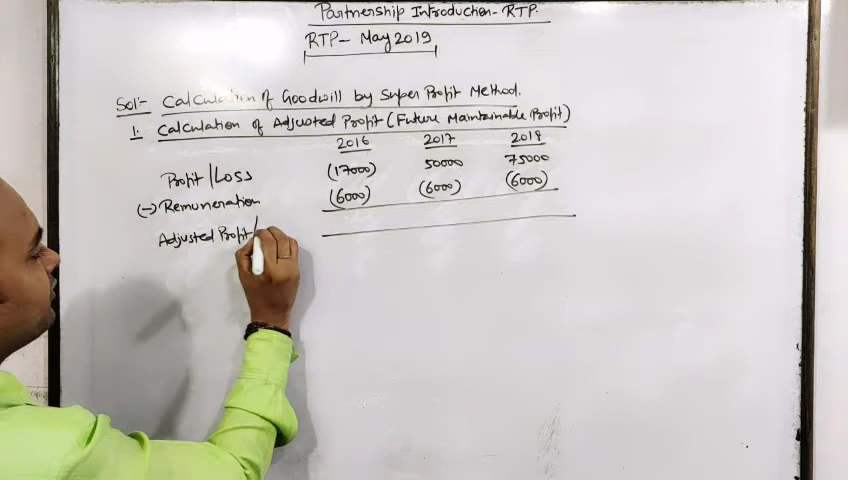 Partnership Introduction- RTP.
RTP- May 2019
Sol:- Calculation of Goodwill by Super Profit Method.
1. Calculation of Adjusted Profit (Future Maintainable Profit)
2016 2017 2018
Profit/Loss (17000) 50000 75000
(-) Remuneration (6000) (6000) (6000)
Adjusted Profit/